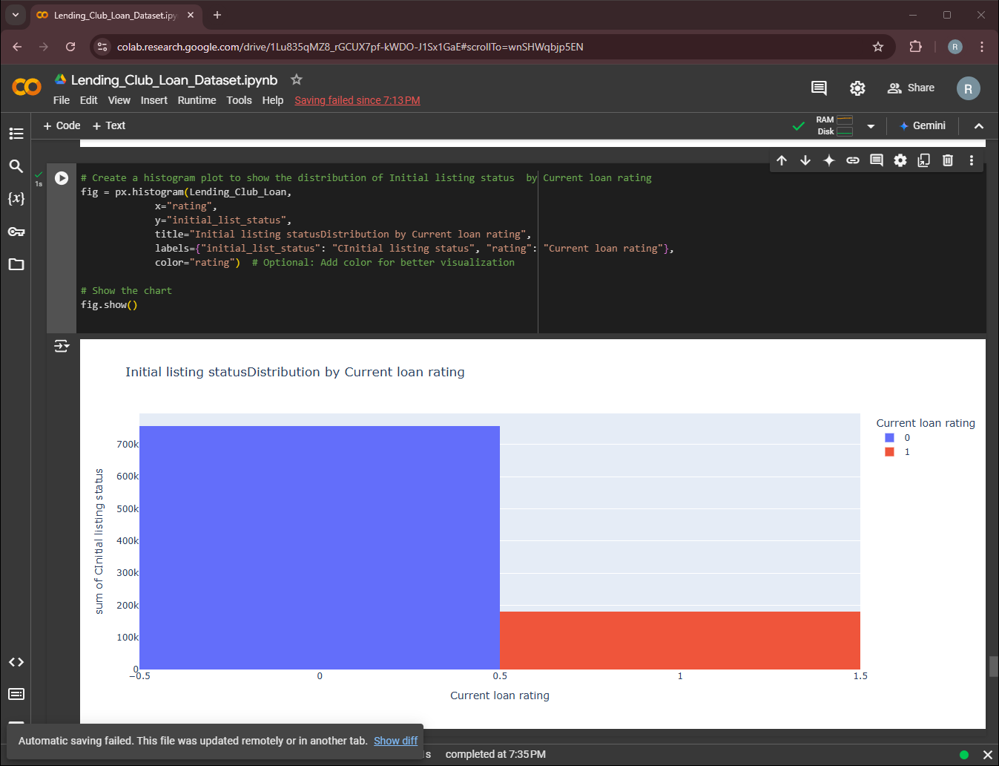 Lending_Club_Loan_Dataset.ipy
colab.research.google.com/drive/1Lu835qMZ8_rGCUX7pf-kWDO-J1Sx1GaE#scrollTo=wnSHWqbjp5EN
R
Lending_Club_Loan_Dataset.ipynb
File Edit View Insert Runtime Tools Help Saving failed since 7:13 PM
Share
R
+ Code + Text
RAM
Disk
Gemini
1s
{x}
# Create a histogram plot to show the distribution of Initial listing status  by Current loan rating
fig = px.histogram(Lending_Club_Loan,
x="rating",
y="initial_list_status",
title="Initial listing statusDistribution by Current loan rating",
labels={"initial_list_status": "CInitial listing status", "rating": "Current loan rating"},
color="rating")  # Optional: Add color for better visualization
# Show the chart
fig.show()
Initial listing statusDistribution by Current loan rating
sum of CInitial listing status
700k
600k
500k
400k
300k
200k
100k
0
−0.5 0 0.5 1 1.5
Current loan rating
Current loan rating
0
1
Automatic saving failed. This file was updated remotely or in another tab. Show diff
completed at 7:35 PM